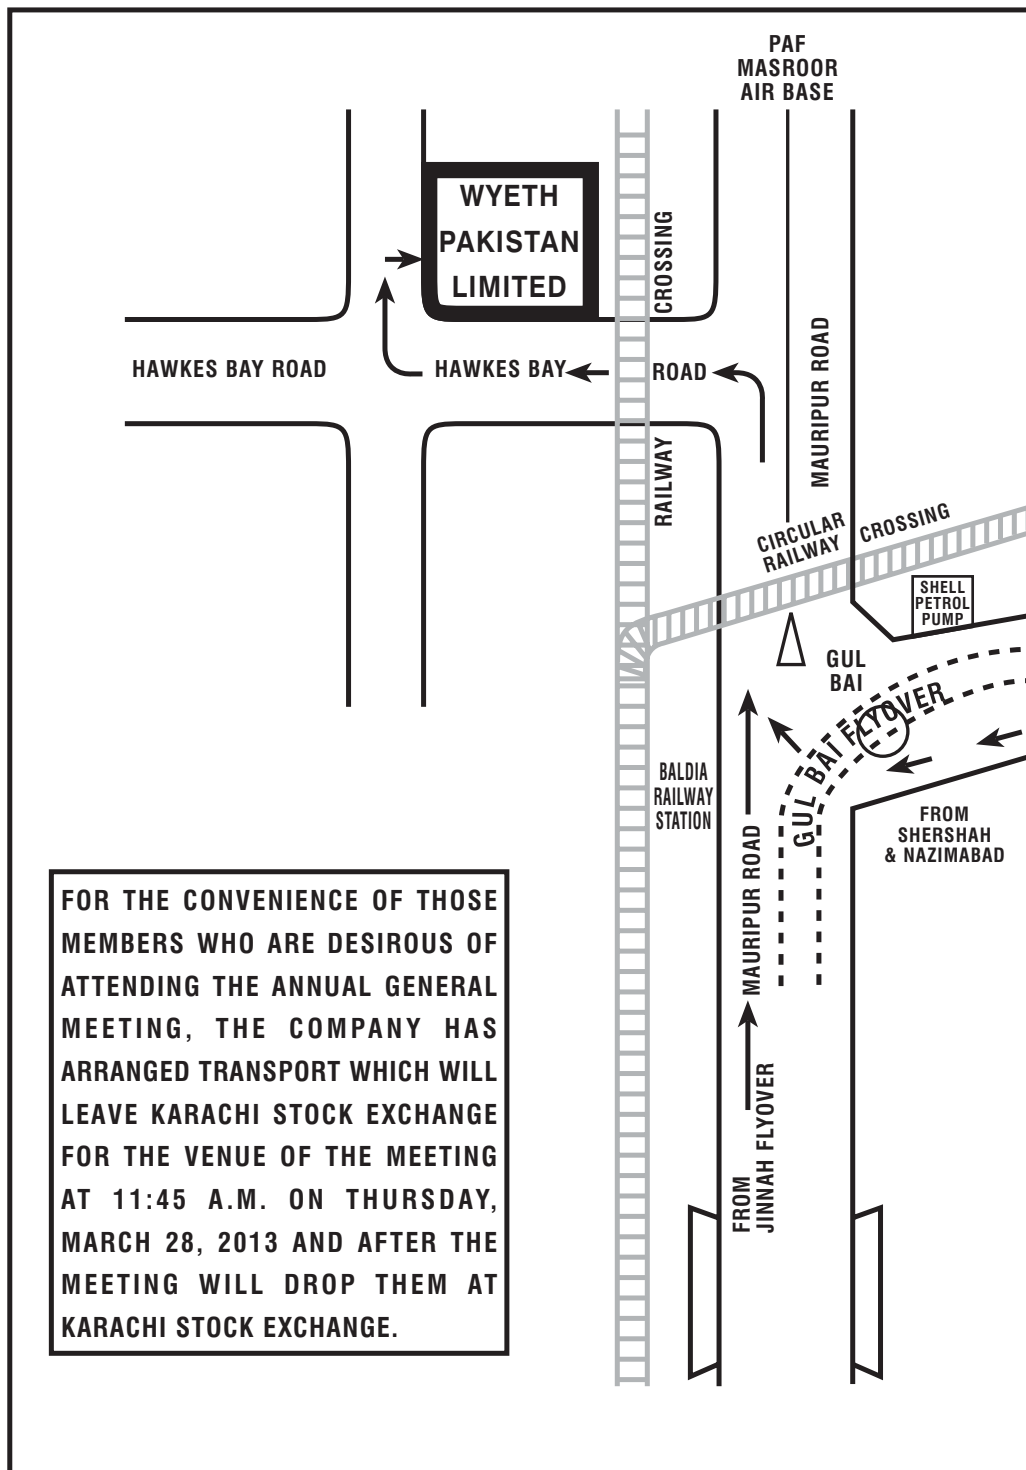 PAF
MASROOR
AIR BASE
WYETH
PAKISTAN
LIMITED
CROSSING
HAWKES BAY ROAD
HAWKES BAY
ROAD
MAURIPUR ROAD
RAILWAY
CIRCULAR
RAILWAY
CROSSING
SHELL
PETROL
PUMP
GUL
BAI
GUL BAI FLYOVER
BALDIA
RAILWAY
STATION
FROM
SHERSHAH
& NAZIMABAD
MAURIPUR ROAD
FROM
JINNAH FLYOVER
FOR THE CONVENIENCE OF THOSE
MEMBERS WHO ARE DESIROUS OF
ATTENDING THE ANNUAL GENERAL
MEETING, THE COMPANY HAS
ARRANGED TRANSPORT WHICH WILL
LEAVE KARACHI STOCK EXCHANGE
FOR THE VENUE OF THE MEETING
AT 11:45 A.M. ON THURSDAY,
MARCH 28, 2013 AND AFTER THE
MEETING WILL DROP THEM AT
KARACHI STOCK EXCHANGE.